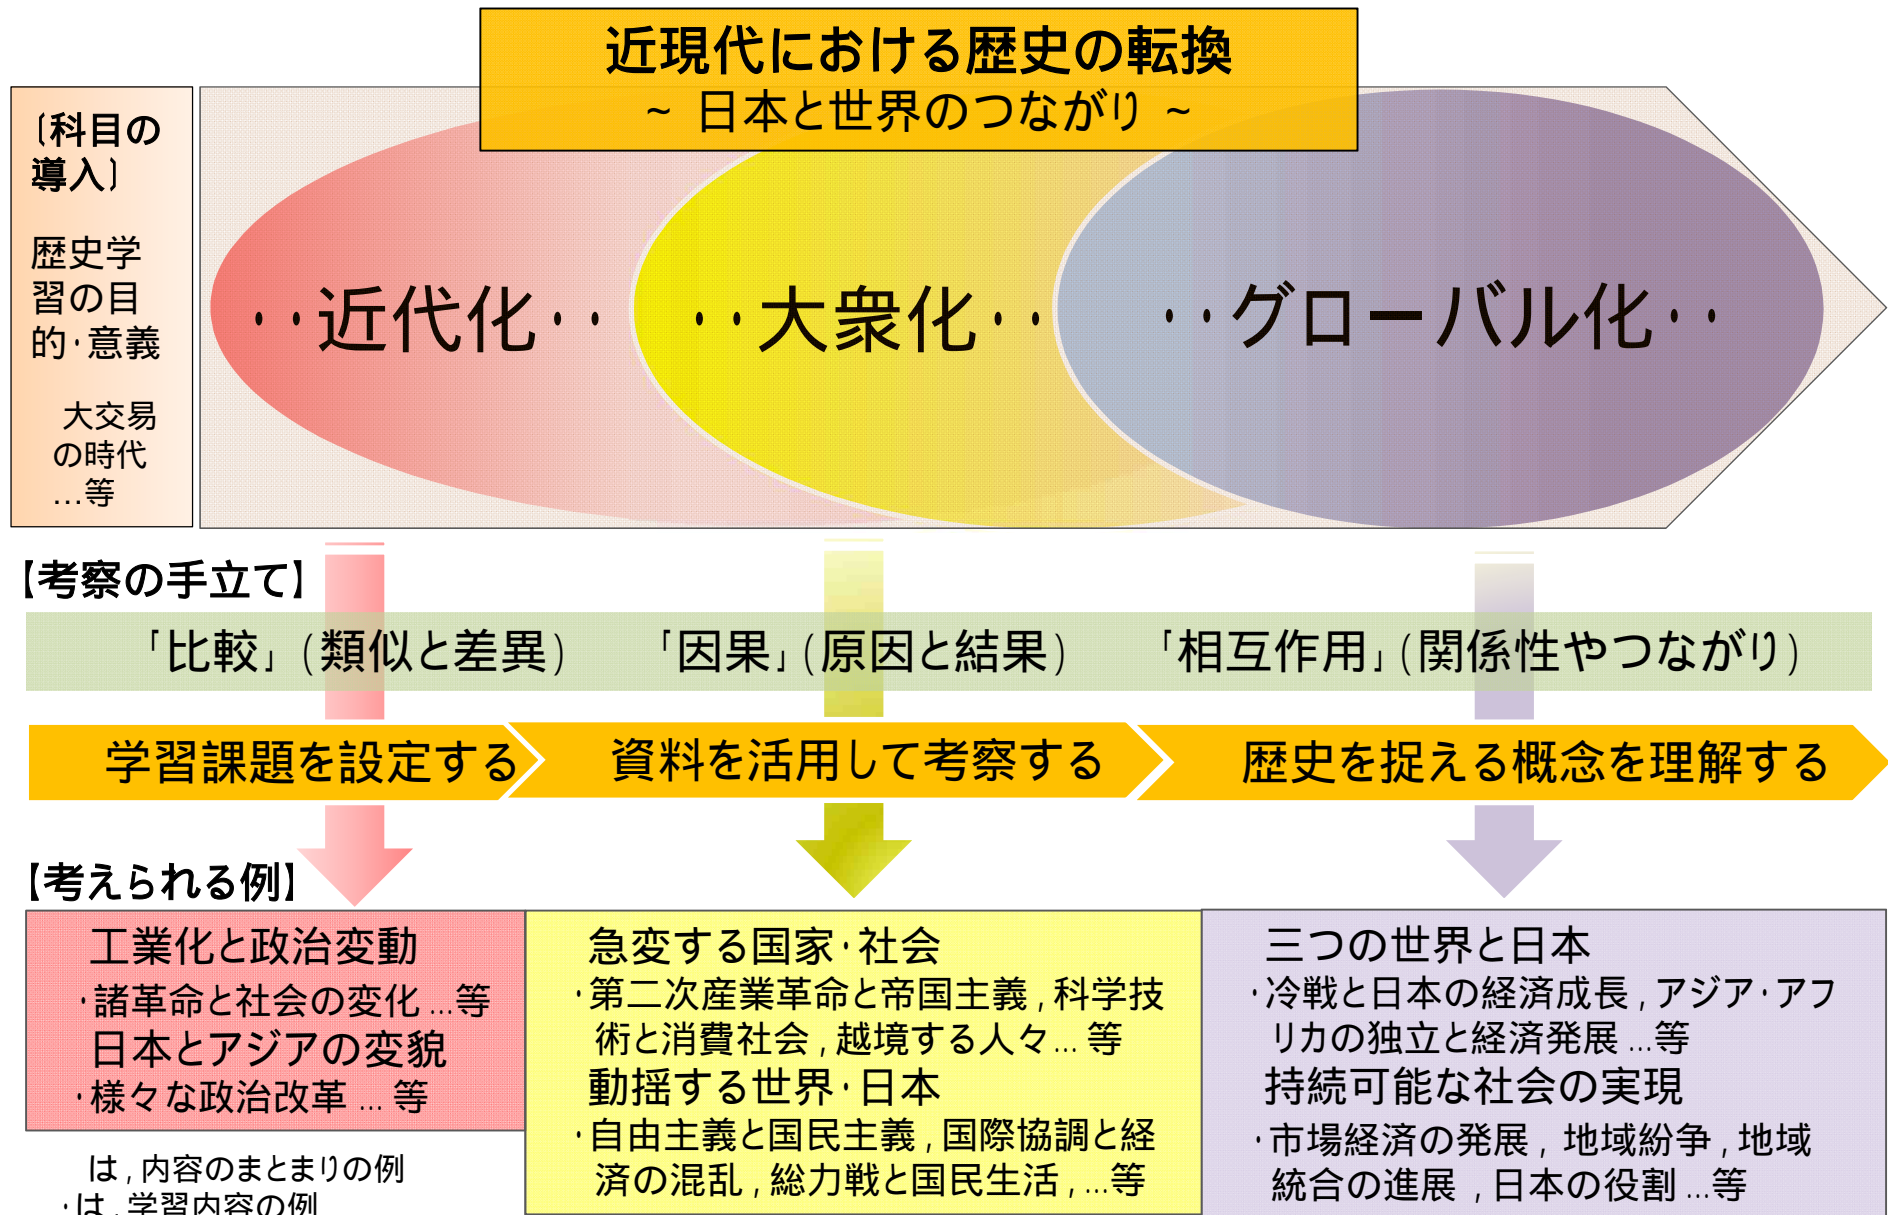 近現代における歴史の転換
~ 日本と世界のつながり ~
〔科目の
導入〕
歴史学
習の目
的・意義
大交易
の時代
…等
・・近代化・・
・・大衆化・・
・・グローバル化・・
【考察の手立て】
「比較」(類似と差異) 「因果」(原因と結果) 「相互作用」(関係性やつながり)
学習課題を設定する
資料を活用して考察する
歴史を捉える概念を理解する
【考えられる例】
工業化と政治変動
・諸革命と社会の変化…等
日本とアジアの変貌
・様々な政治改革 … 等
は,内容のまとまりの例
・は,学習内容の例
急変する国家・社会
・第二次産業革命と帝国主義,科学技
術と消費社会,越境する人々… 等
動揺する世界・日本
・自由主義と国民主義,国際協調と経
済の混乱,総力戦と国民生活,…等
三つの世界と日本
・冷戦と日本の経済成長,アジア・アフ
リカの独立と経済発展…等
持続可能な社会の実現
・市場経済の発展,地域紛争,地域
統合の進展,日本の役割…等